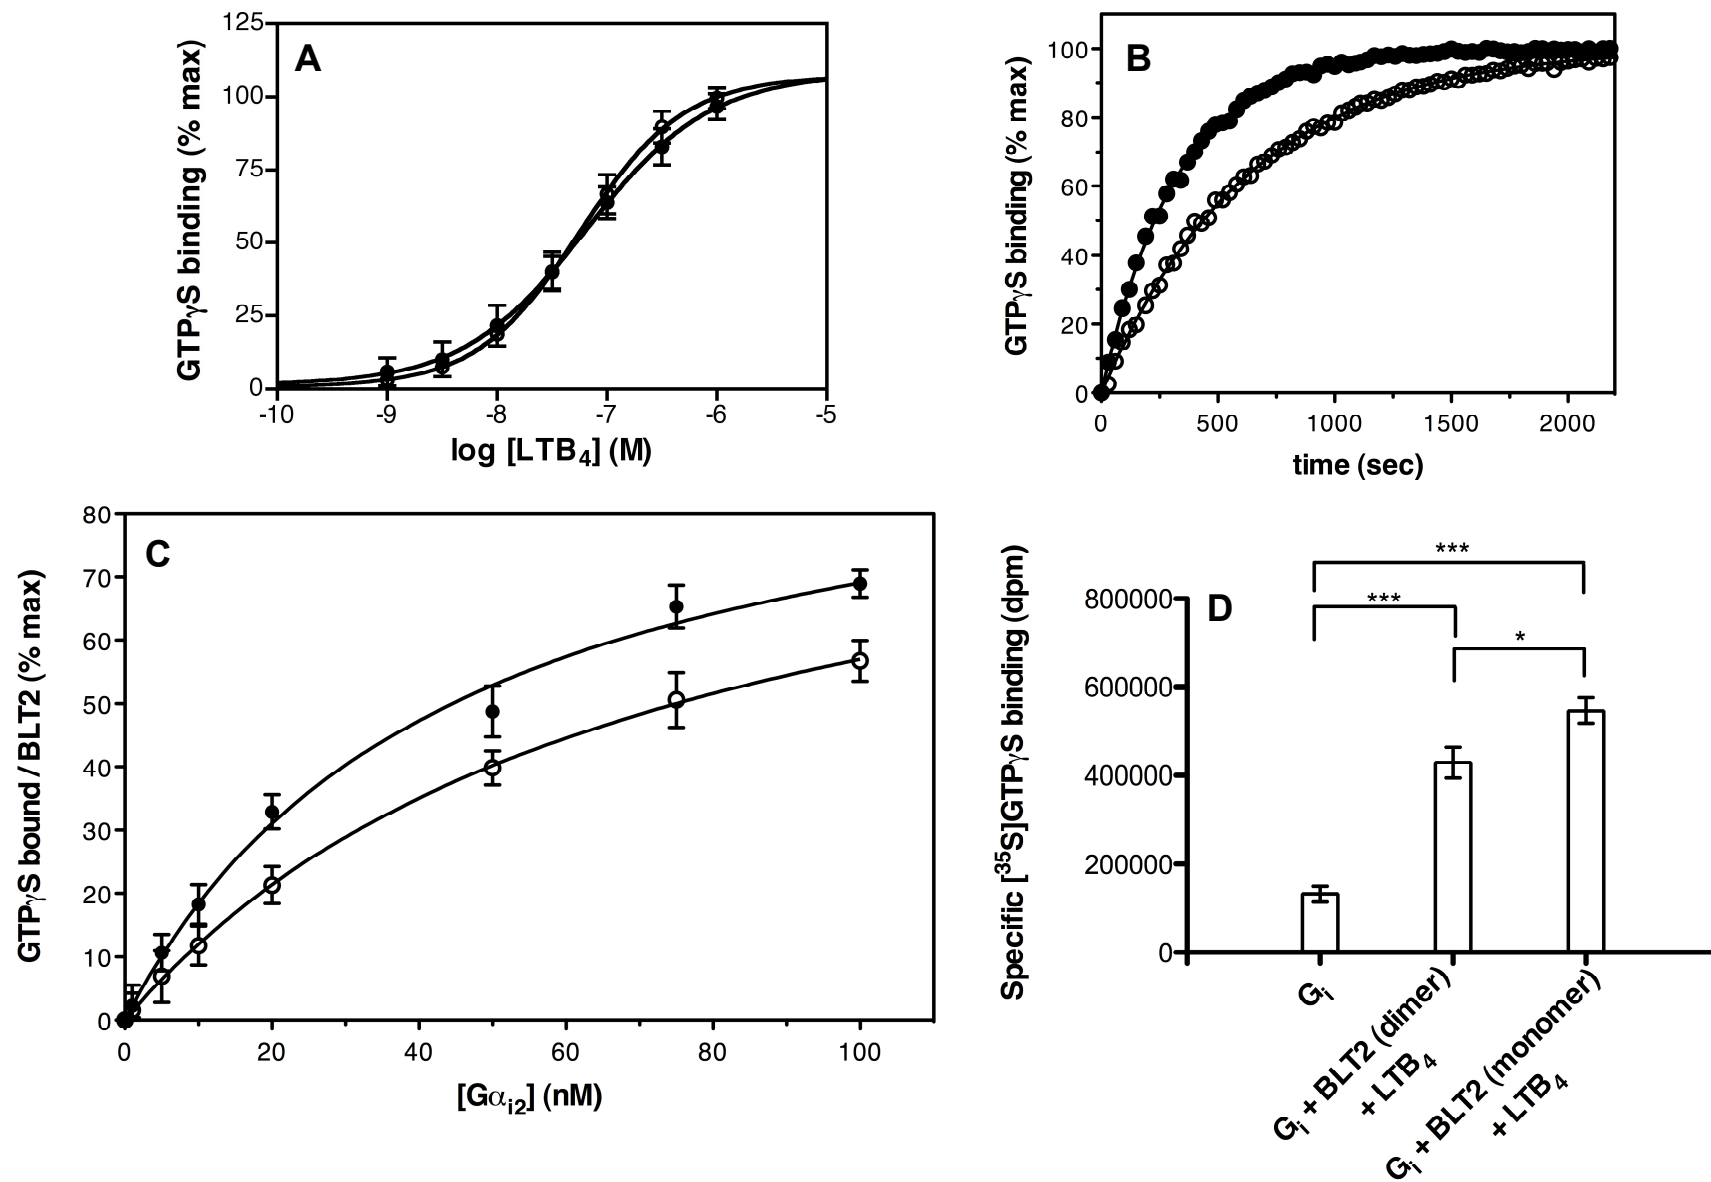 A
125
100
75
50
25
0
GTPγS binding (% max)
-10 -9 -8 -7 -6 -5
log [LTB4] (M)
B
100
80
60
40
20
0
GTPγS binding (% max)
0 500 1000 1500 2000
time (sec)
C
80
70
60
50
40
30
20
10
0
GTPγS bound / BLT2 (% max)
0 20 40 60 80 100
[Gαi2] (nM)
D
***
***
*
800000
600000
400000
200000
0
Specific [35S]GTPγS binding (dpm)
Gi
Gi + BLT2 (dimer)
+ LTB4
Gi + BLT2 (monomer)
+ LTB4